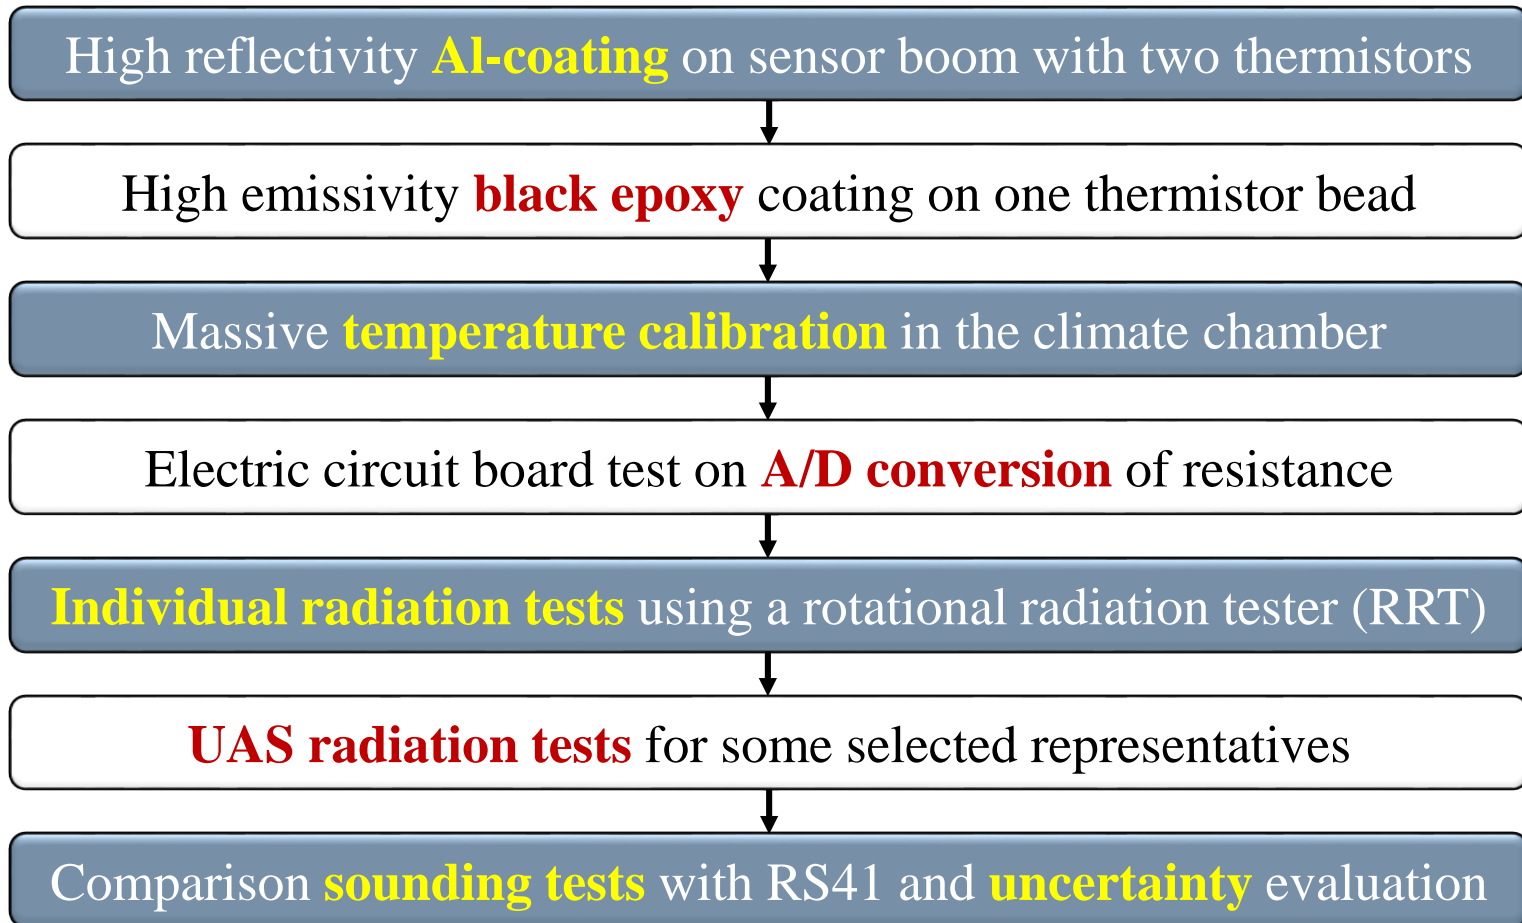 High reflectivity Al-coating on sensor boom with two thermistors
High emissivity black epoxy coating on one thermistor bead
Massive temperature calibration in the climate chamber
Electric circuit board test on A/D conversion of resistance
Individual radiation tests using a rotational radiation tester (RRT)
UAS radiation tests for some selected representatives
Comparison sounding tests with RS41 and uncertainty evaluation